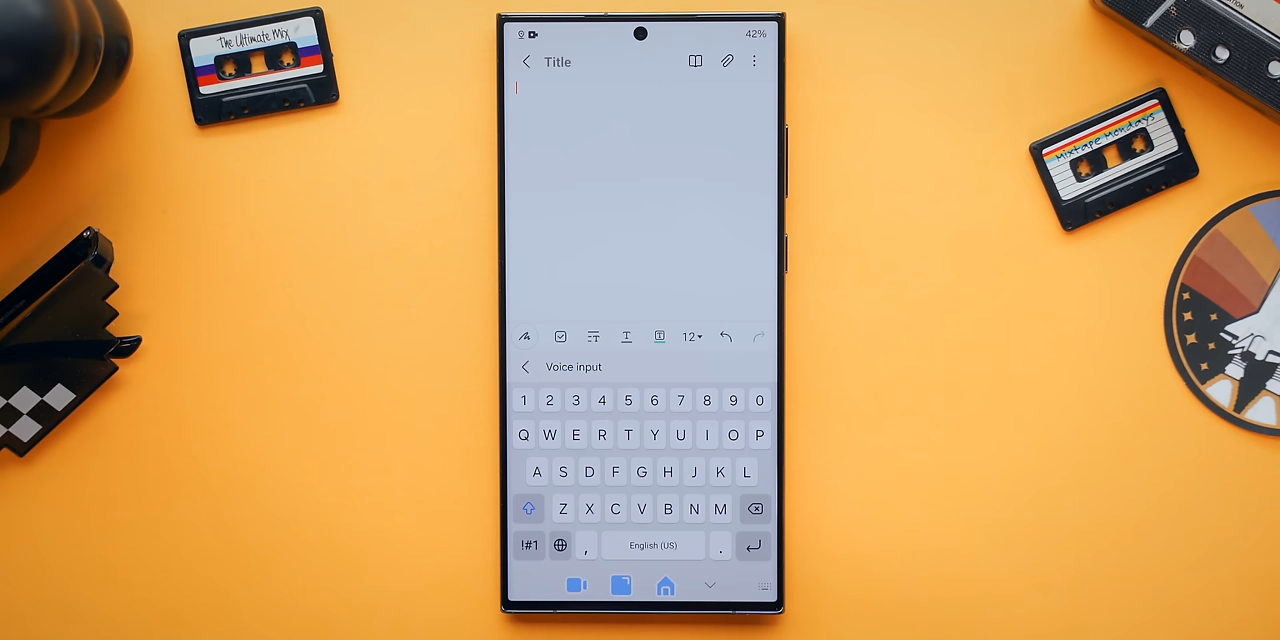 The Ultimate Mix
42%
Title
Mixtape Mondays
12
Voice input
1 2 3 4 5 6 7 8 9 0
Q W E R T Y U I O P
A S D F G H J K L
Z X C V B N M
!#1 , English (US) .